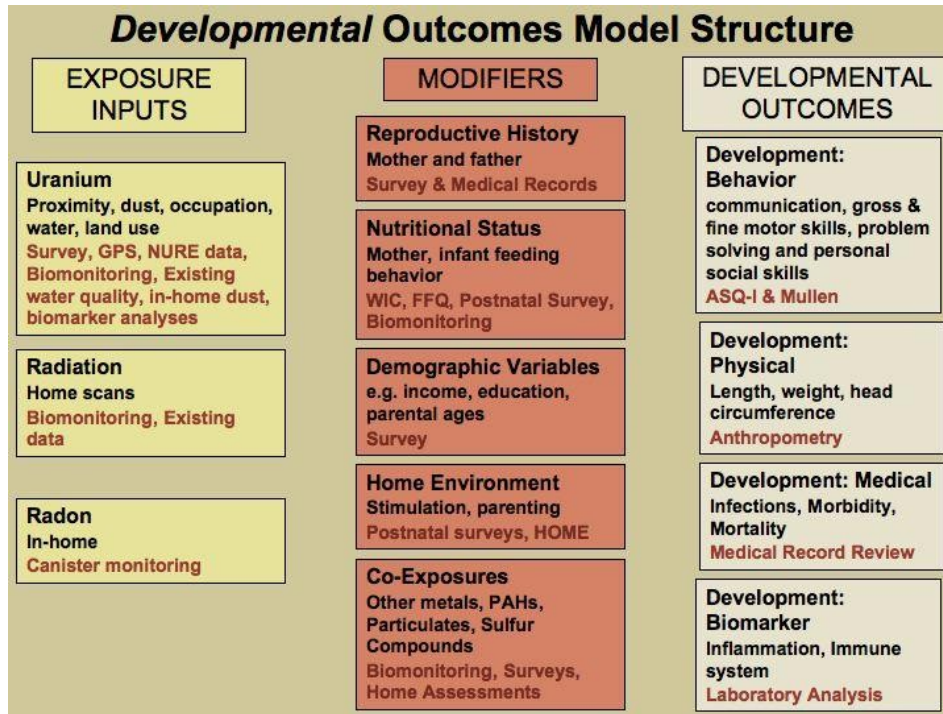 Developmental Outcomes Model Structure
EXPOSURE
INPUTS
Uranium
Proximity, dust, occupation,
water, land use
Survey, GPS, NURE data,
Biomonitoring, Existing
water quality, in-home dust,
biomarker analyses
Radiation
Home scans
Biomonitoring, Existing
data
Radon
In-home
Canister monitoring
MODIFIERS
Reproductive History
Mother and father
Survey & Medical Records
Nutritional Status
Mother, infant feeding
behavior
WIC, FFQ, Postnatal Survey,
Biomonitoring
Demographic Variables
e.g. income, education,
parental ages
Survey
Home Environment
Stimulation, parenting
Postnatal surveys, HOME
Co-Exposures
Other metals, PAHs,
Particulates, Sulfur
Compounds
Biomonitoring, Surveys,
Home Assessments
DEVELOPMENTAL
OUTCOMES
Development:
Behavior
communication, gross &
fine motor skills, problem
solving and personal
social skills
ASQ-I & Mullen
Development:
Physical
Length, weight, head
circumference
Anthropometry
Development: Medical
Infections, Morbidity,
Mortality
Medical Record Review
Development:
Biomarker
Inflammation, Immune
system
Laboratory Analysis